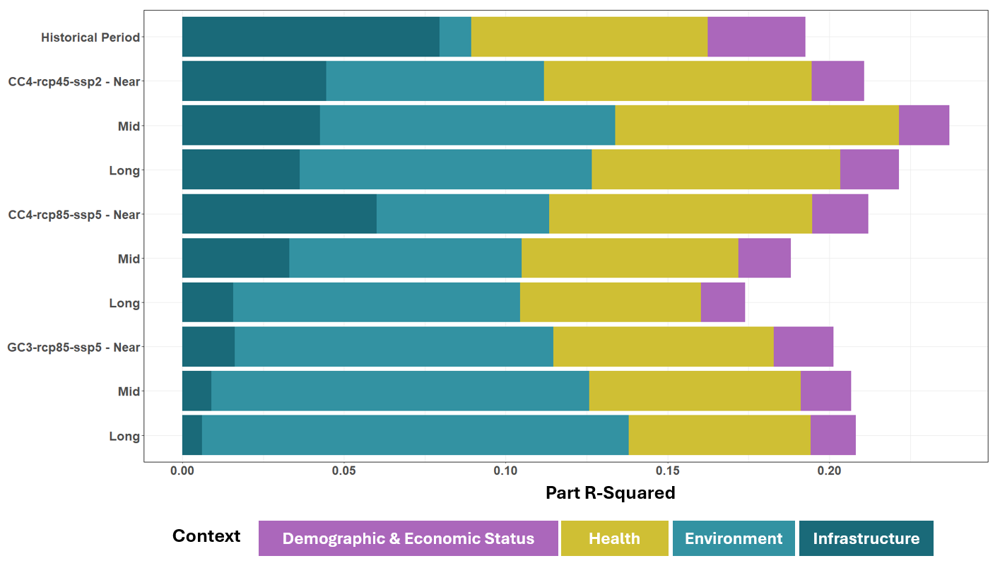 Historical Period
CC4-rcp45-ssp2 - Near
Mid
Long
CC4-rcp85-ssp5 - Near
Mid
Long
GC3-rcp85-ssp5 - Near
Mid
Long
0.00 0.05 0.10 0.15 0.20
Part R-Squared
Context Demographic & Economic Status Health Environment Infrastructure